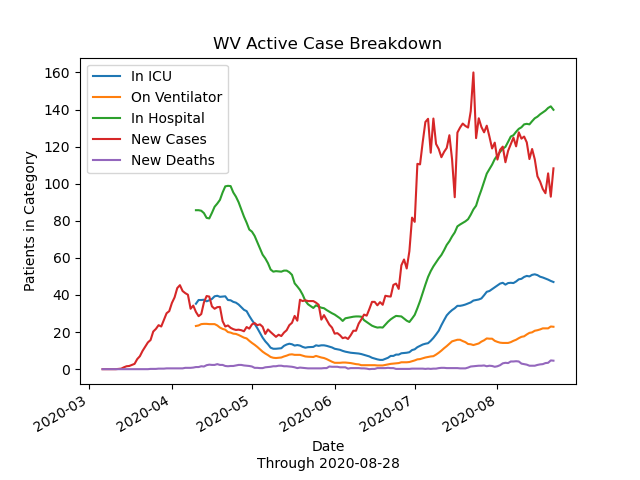 WV Active Case Breakdown
In ICU
On Ventilator
In Hospital
New Cases
New Deaths
160
140
120
100
80
60
40
20
0
Patients in Category
2020-03
2020-04
2020-05
2020-06
2020-07
2020-08
Date
Through 2020-08-28